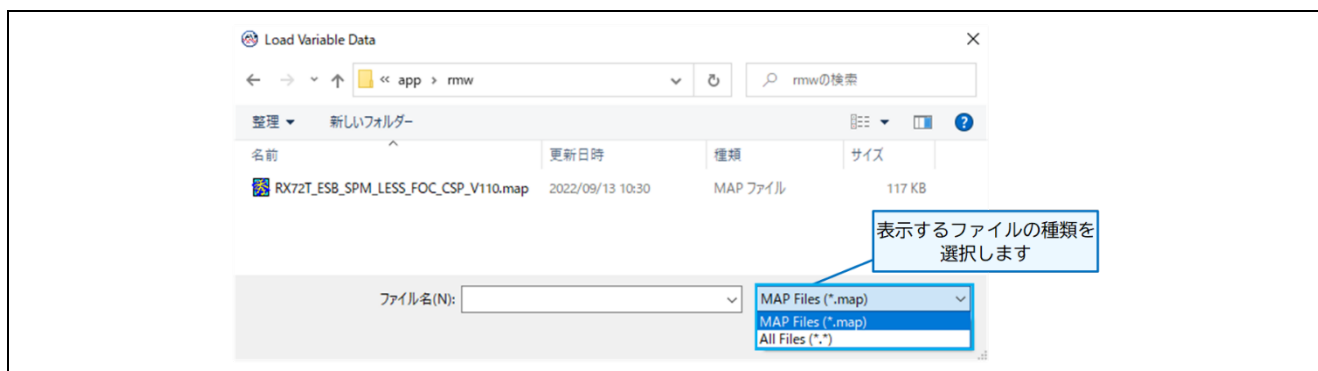 Load Variable Data
« app › rmw
rmwの検索
整理 新しいフォルダー
名前 更新日時 種類 サイズ
RX72T_ESB_SPM_LESS_FOC_CSP_V110.map 2022/09/13 10:30 MAP ファイル 117 KB
表示するファイルの種類を
選択します
ファイル名(N): MAP Files (*.map)
MAP Files (*.map)
All Files (*.*)